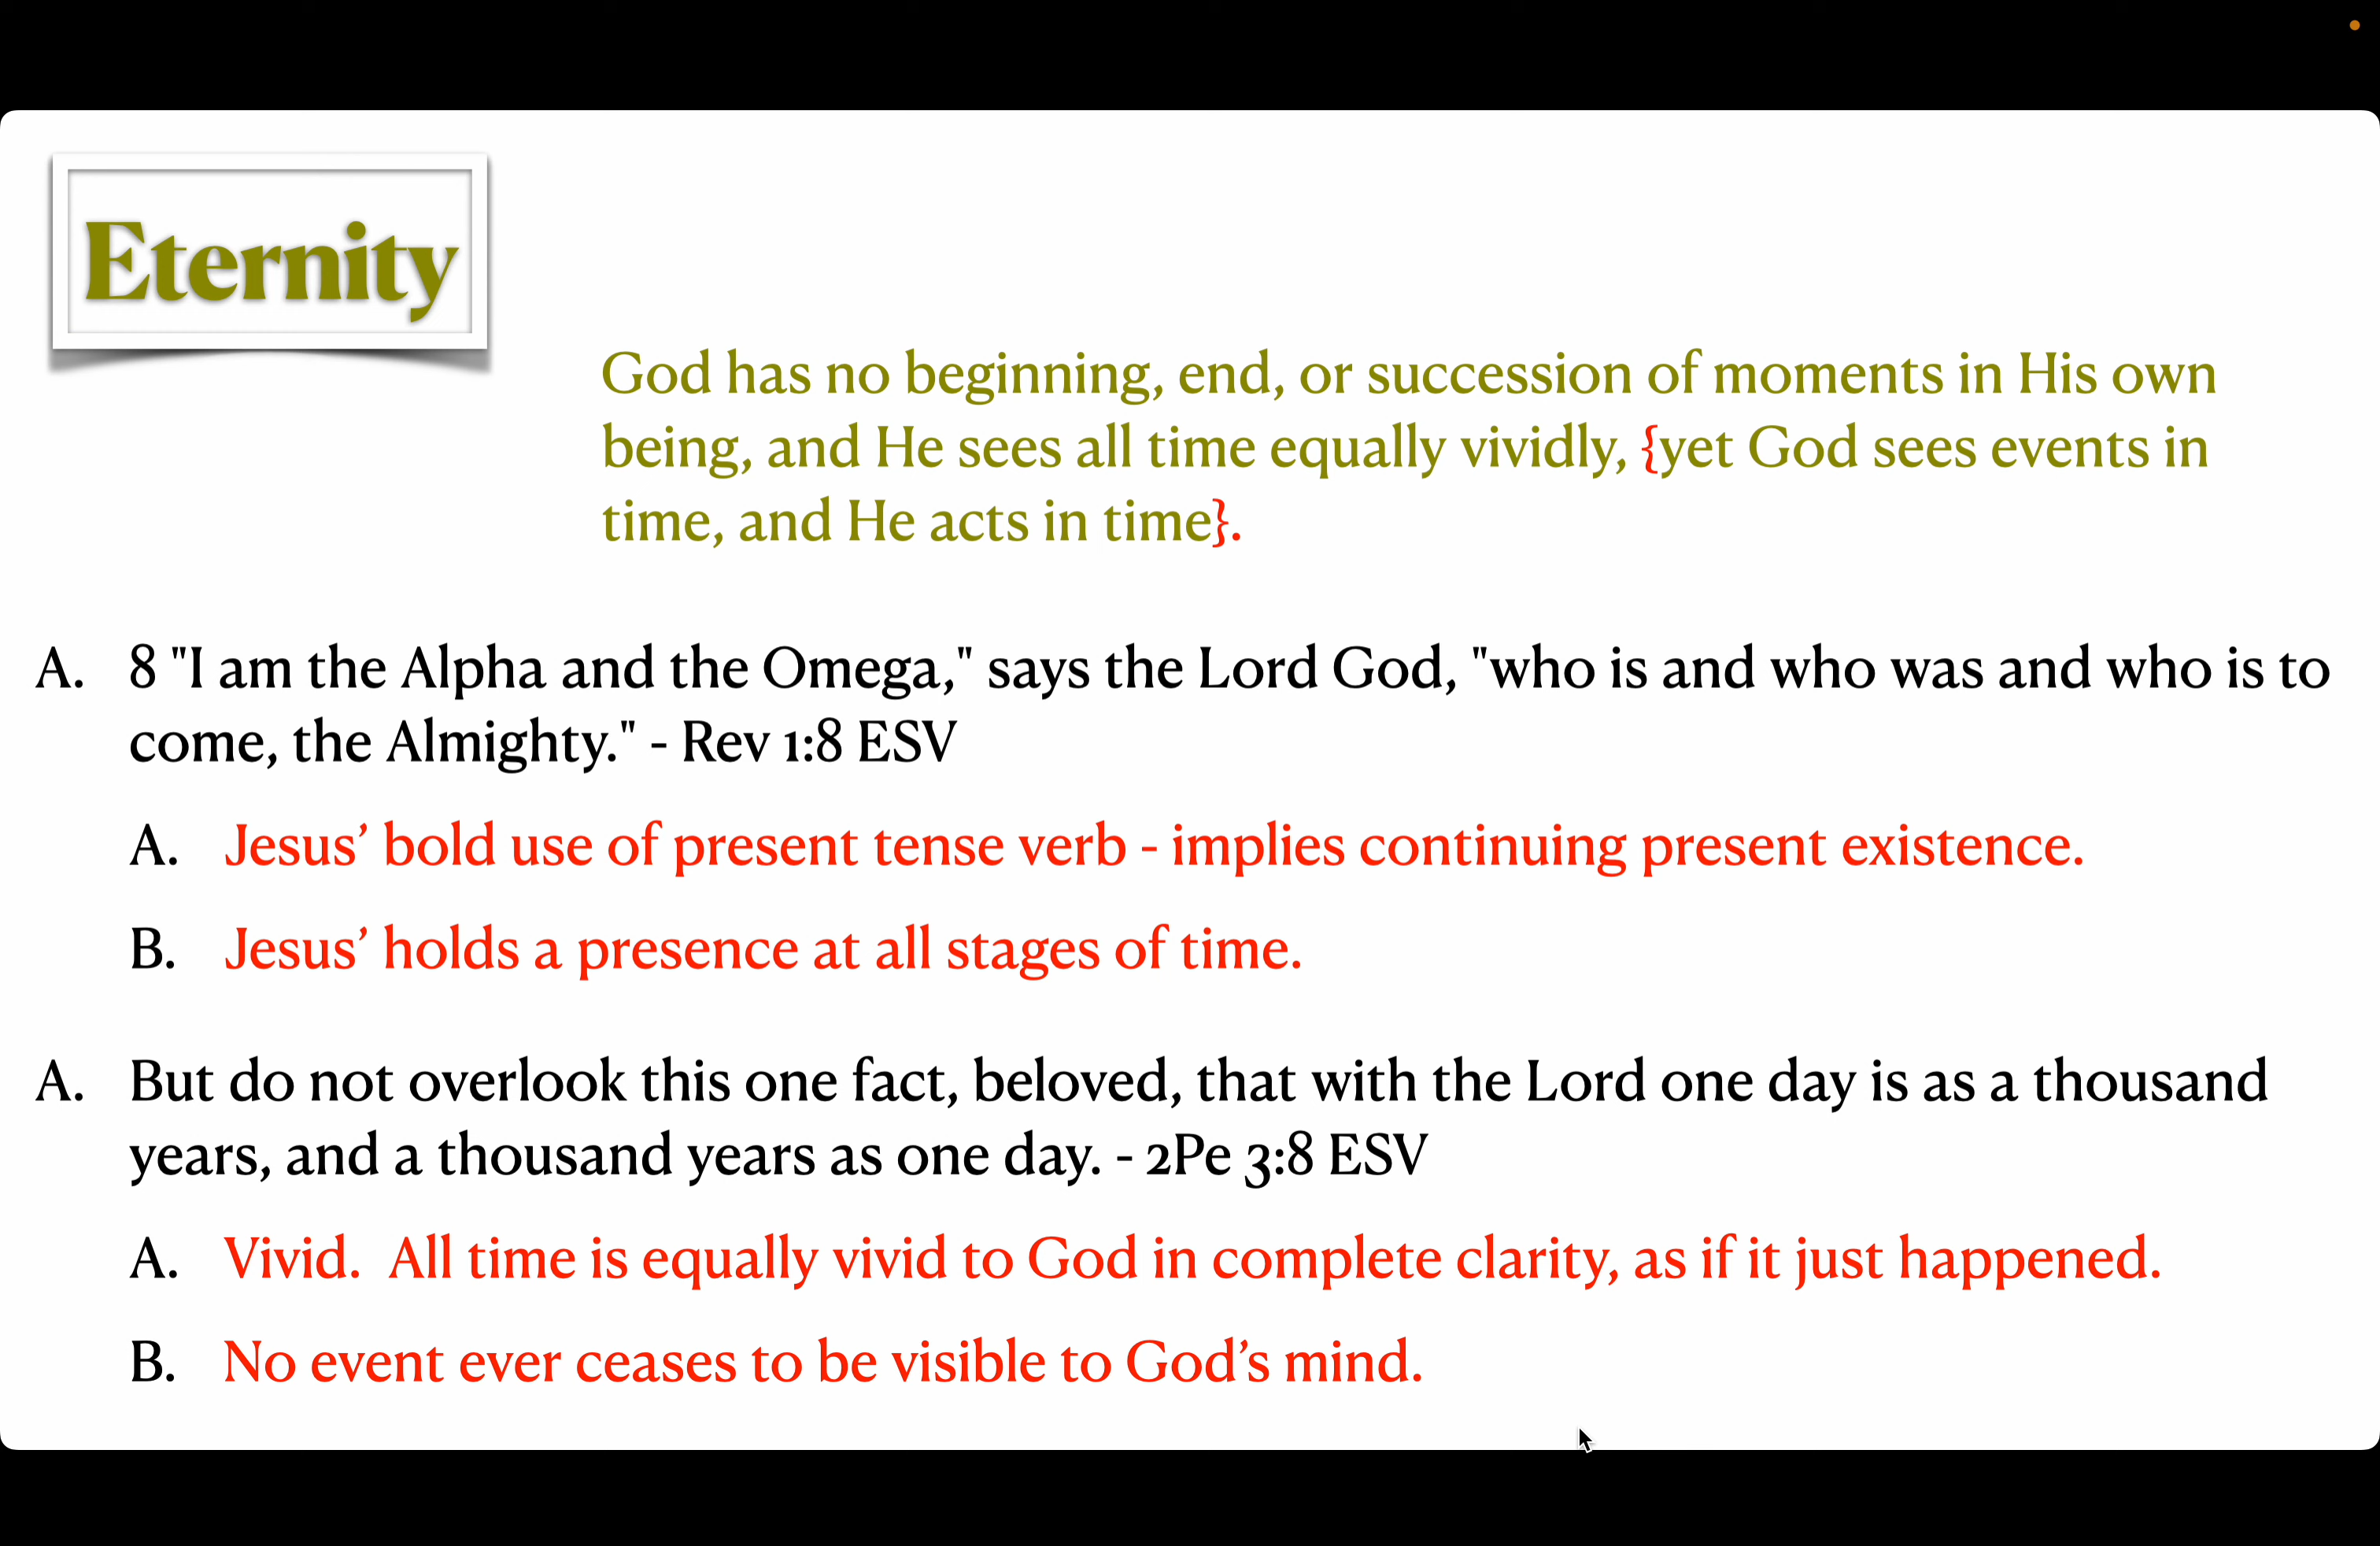 Eternity
God has no beginning, end, or succession of moments in His own
being, and He sees all time equally vividly, {yet God sees events in
time, and He acts in time}.
A. 8 "I am the Alpha and the Omega," says the Lord God, "who is and who was and who is to
come, the Almighty." - Rev 1:8 ESV
A. Jesus’ bold use of present tense verb - implies continuing present existence.
B. Jesus’ holds a presence at all stages of time.
A. But do not overlook this one fact, beloved, that with the Lord one day is as a thousand
years, and a thousand years as one day. - 2Pe 3:8 ESV
A. Vivid. All time is equally vivid to God in complete clarity, as if it just happened.
B. No event ever ceases to be visible to God’s mind.